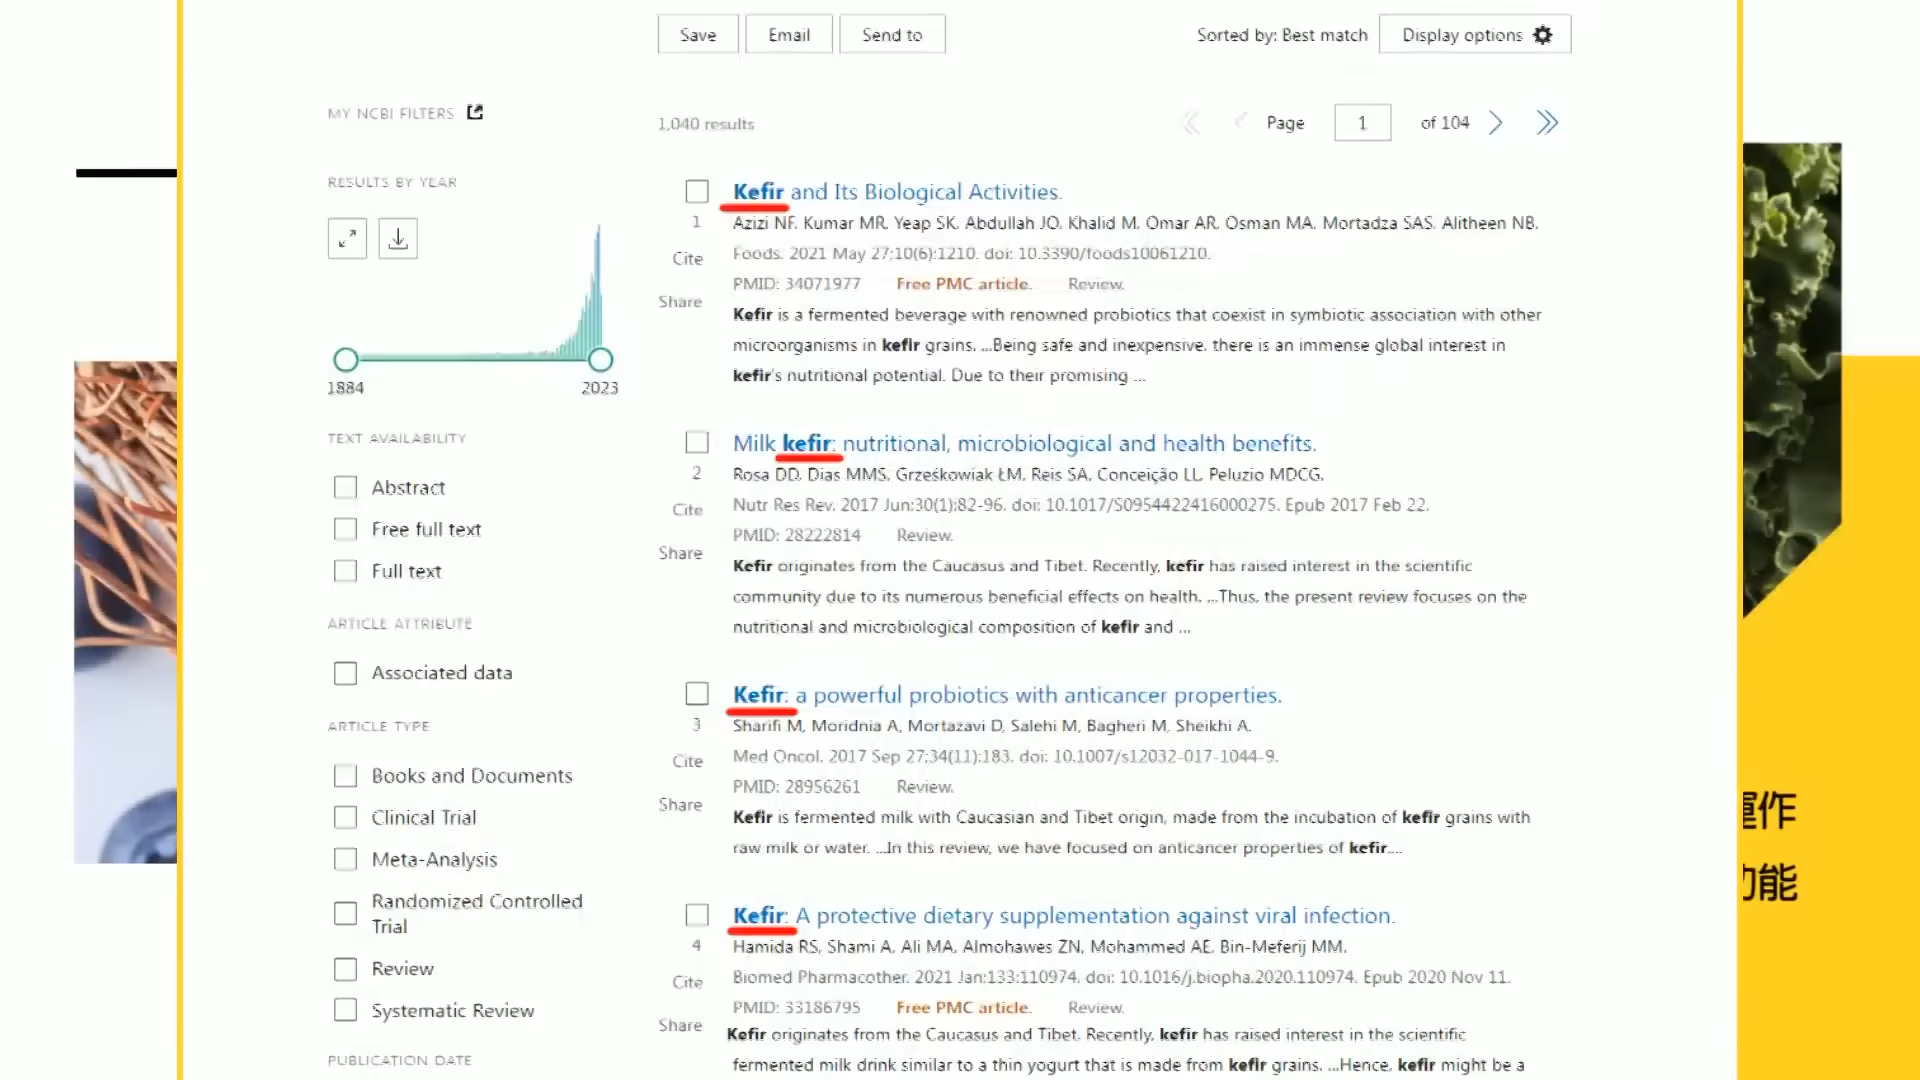 Save
Email
Send to
Sorted by: Best match
Display options
MY NCBI FILTERS
1,040 results
Page
1
of 104
RESULTS BY YEAR
1884
2023
TEXT AVAILABILITY
Abstract
Free full text
Full text
ARTICLE ATTRIBUTE
Associated data
ARTICLE TYPE
Books and Documents
Clinical Trial
Meta-Analysis
Randomized Controlled
Trial
Review
Systematic Review
PUBLICATION DATE
Kefir and Its Biological Activities.
1
Azizi NF, Kumar MR, Yeap SK, Abdullah JO, Khalid M, Omar AR, Osman MA, Mortadza SAS, Alitheen NB.
Cite
Foods. 2021 May 27;10(6):1210. doi: 10.3390/foods10061210.
PMID: 34071977 Free PMC article. Review.
Share
Kefir is a fermented beverage with renowned probiotics that coexist in symbiotic association with other
microorganisms in kefir grains. ...Being safe and inexpensive, there is an immense global interest in
kefir's nutritional potential. Due to their promising ...
Milk kefir: nutritional, microbiological and health benefits.
2
Rosa DD, Dias MMS, Grześkowiak ŁM, Reis SA, Conceição LL, Peluzio MDCG.
Cite
Nutr Res Rev. 2017 Jun;30(1):82-96. doi: 10.1017/S0954422416000275. Epub 2017 Feb 22.
PMID: 28222814 Review.
Share
Kefir originates from the Caucasus and Tibet. Recently, kefir has raised interest in the scientific
community due to its numerous beneficial effects on health. ...Thus, the present review focuses on the
nutritional and microbiological composition of kefir and ...
Kefir: a powerful probiotics with anticancer properties.
3
Sharifi M, Moridnia A, Mortazavi D, Salehi M, Bagheri M, Sheikhi A.
Cite
Med Oncol. 2017 Sep 27;34(11):183. doi: 10.1007/s12032-017-1044-9.
PMID: 28956261 Review.
Share
Kefir is fermented milk with Caucasian and Tibet origin, made from the incubation of kefir grains with
raw milk or water. ...In this review, we have focused on anticancer properties of kefir....
Kefir: A protective dietary supplementation against viral infection.
4
Hamida RS, Shami A, Ali MA, Almohawes ZN, Mohammed AE, Bin-Meferij MM.
Cite
Biomed Pharmacother. 2021 Jan;133:110974. doi: 10.1016/j.biopha.2020.110974. Epub 2020 Nov 11.
PMID: 33186795 Free PMC article. Review.
Share
Kefir originates from the Caucasus and Tibet. Recently, kefir has raised interest in the scientific
fermented milk drink similar to a thin yogurt that is made from kefir grains. ...Hence, kefir might be a
運作
功能